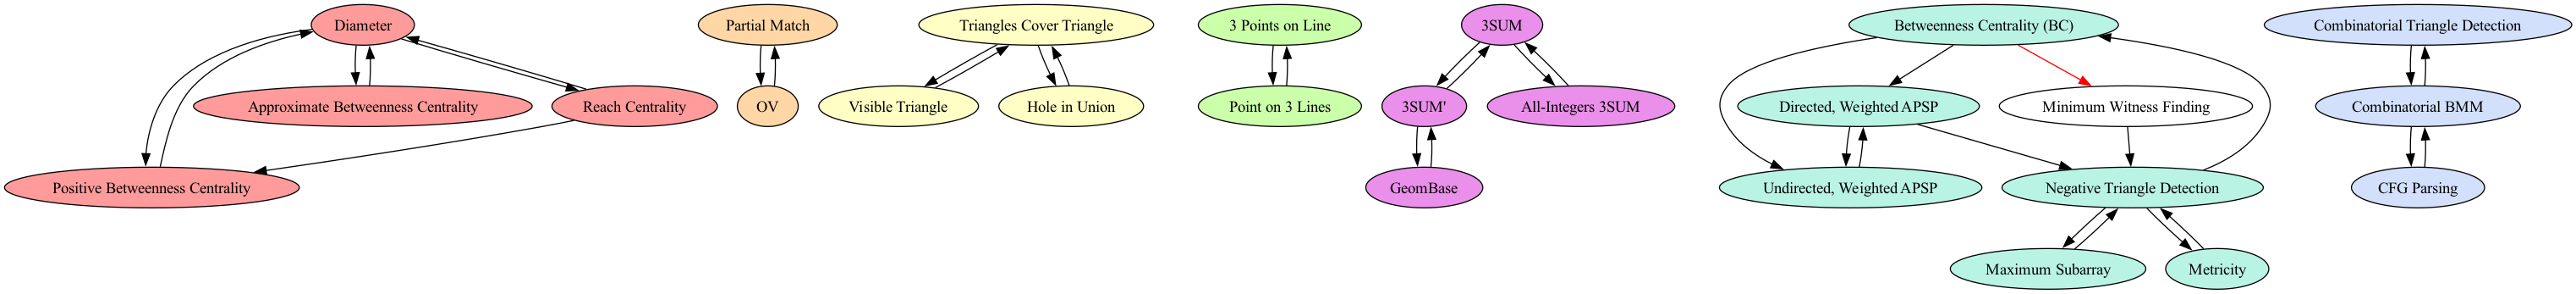 Diameter
Partial Match
Triangles Cover Triangle
3 Points on Line
3SUM
Betweenness Centrality (BC)
Combinatorial Triangle Detection
Approximate Betweenness Centrality
Reach Centrality
OV
Visible Triangle
Hole in Union
Point on 3 Lines
3SUM'
All-Integers 3SUM
Directed, Weighted APSP
Minimum Witness Finding
Combinatorial BMM
Positive Betweenness Centrality
GeomBase
Undirected, Weighted APSP
Negative Triangle Detection
CFG Parsing
Maximum Subarray
Metricity